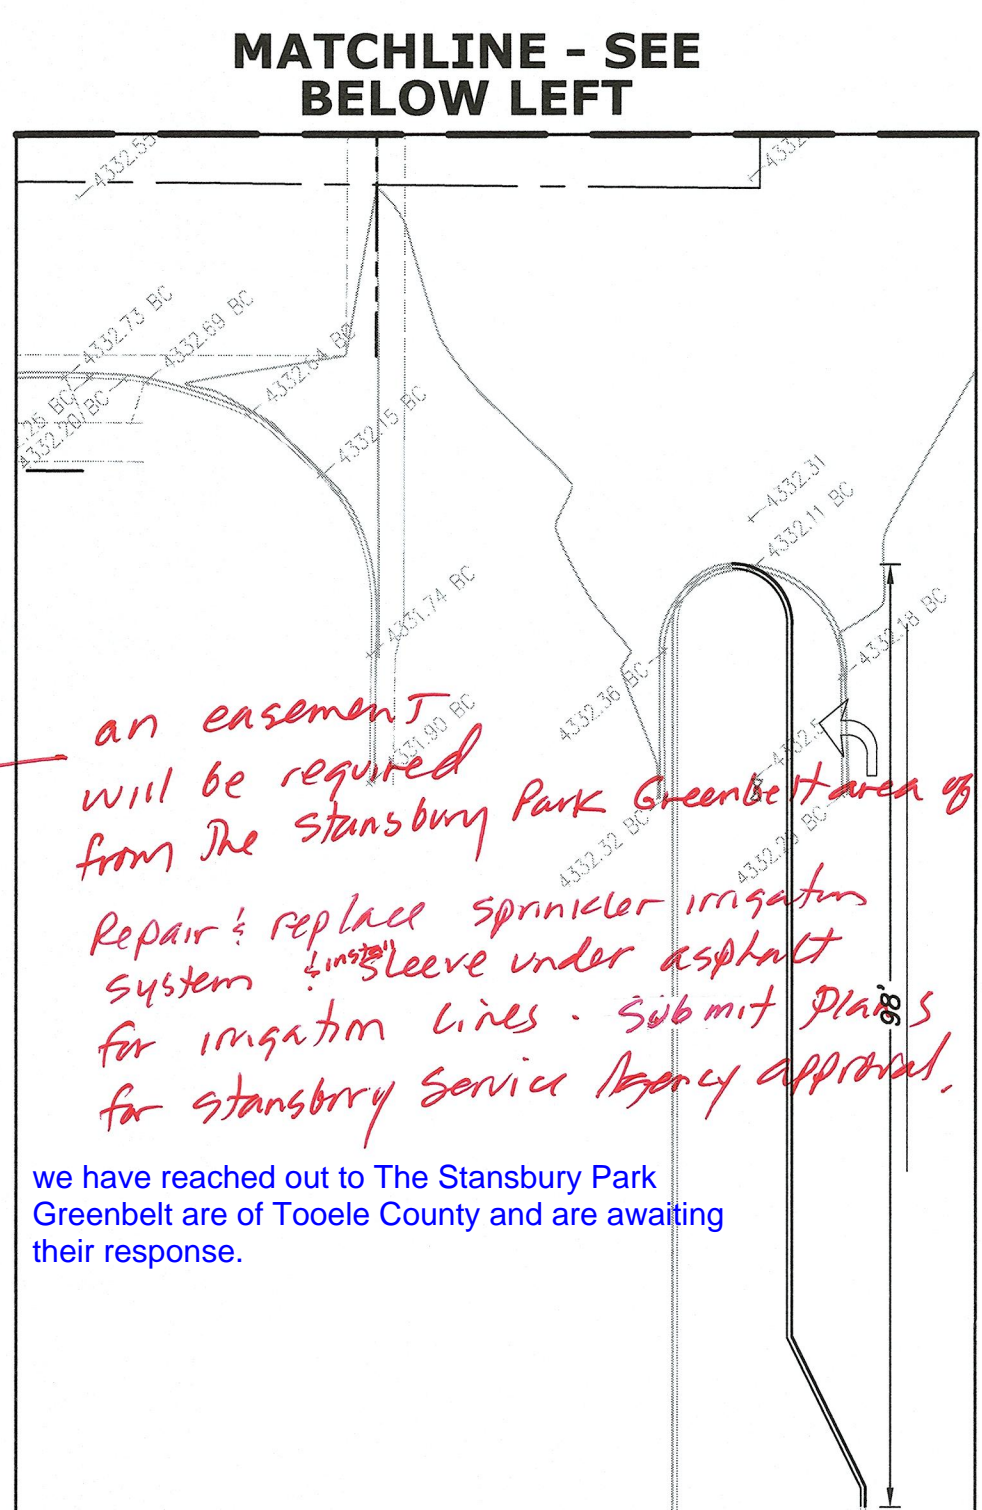 MATCHLINE - SEE
BELOW LEFT
4332.55
4332.73 BC
4332.69 BC
4332.64 BC
4332.15 BC
4332.20 BC
4332.31
4332.11 BC
4331.74 BC
4332.18 BC
4332.36 BC
4331.90 BC
4332.32 BC
98'
an easement
will be required
from The Stansbury Park Greenbelt area of
Repair & replace sprinkler irrigation
system & install sleeve under asphalt
for irrigation lines. Submit Plans
for Stansbury Service Agency approval.
we have reached out to The Stansbury Park
Greenbelt are of Tooele County and are awaiting
their response.